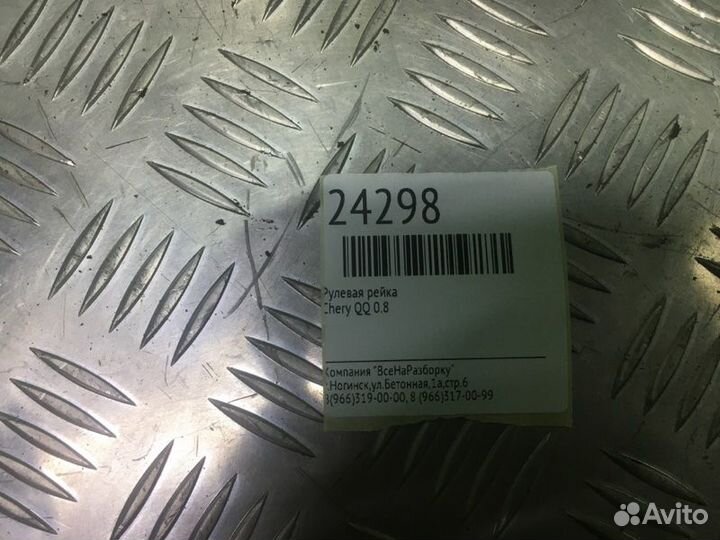 24298
Рулевая рейка
Chery QQ 0.8
Компания "ВсеНаРазборку"
г.Ногинск,ул.Бетонная,1а,стр.6
8(966)319-00-00, 8 (966)317-00-99
Avito